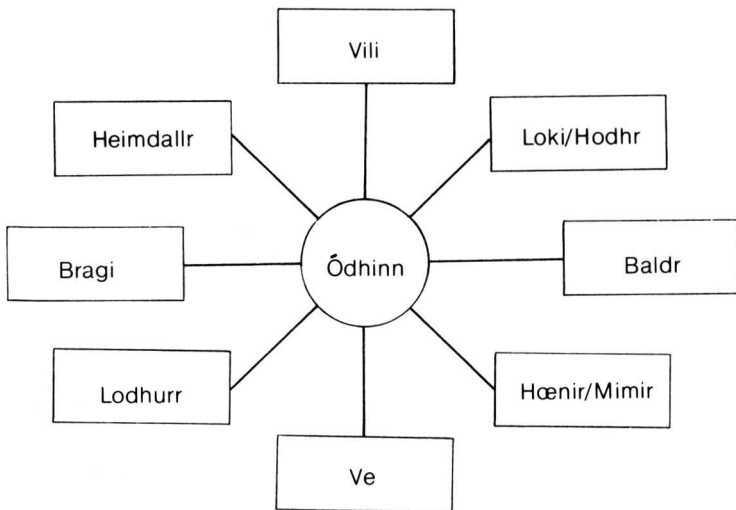 Vili
Heimdallr
Loki/Hodhr
Bragi
Ódhinn
Baldr
Lodhurr
Hœnir/Mimir
Ve